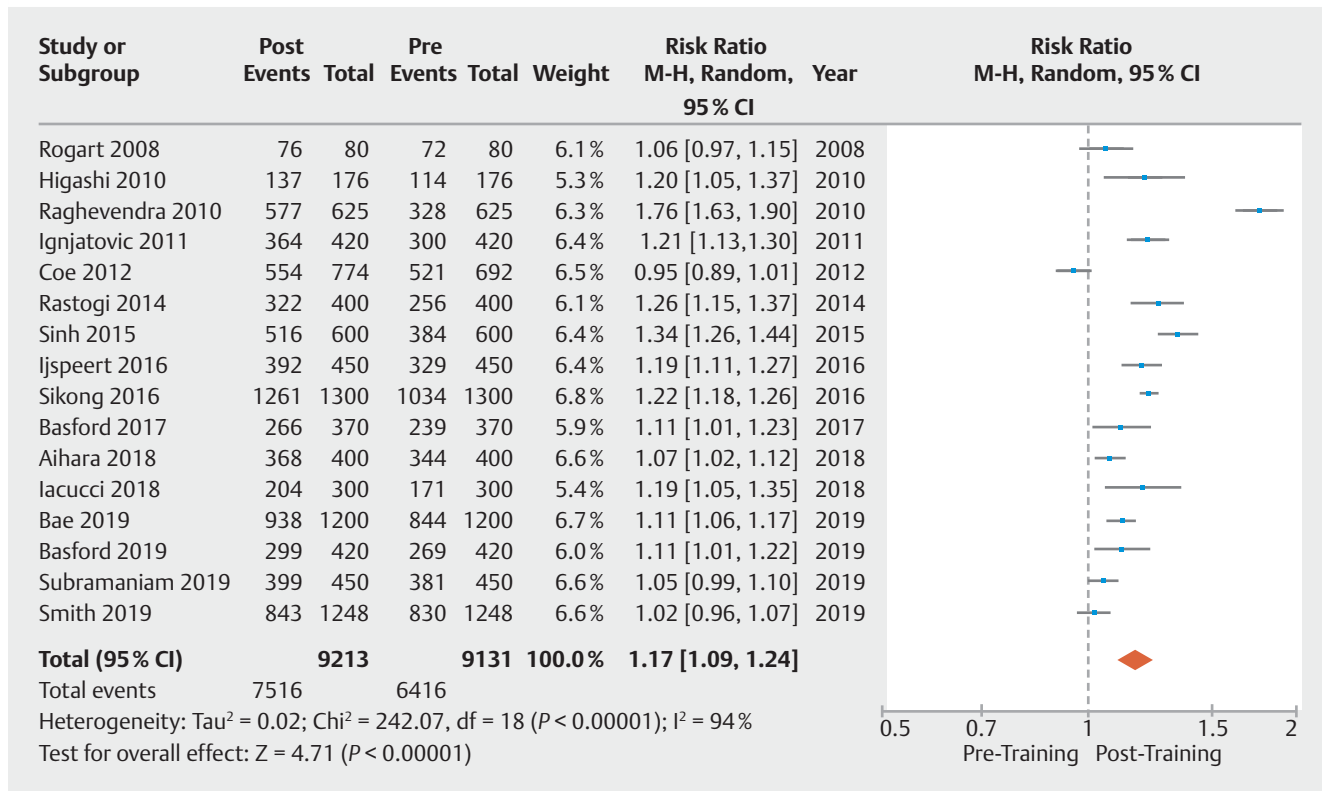 Study or Post Pre Risk Ratio Risk Ratio
Subgroup Events Total Events Total Weight M-H, Random, Year M-H, Random, 95 % CI
95 % CI
Rogart 2008 76 80 72 80 6.1 % 1.06 [0.97, 1.15] 2008
Higashi 2010 137 176 114 176 5.3 % 1.20 [1.05, 1.37] 2010
Raghevendra 2010 577 625 328 625 6.3 % 1.76 [1.63, 1.90] 2010
Ignjatovic 2011 364 420 300 420 6.4 % 1.21 [1.13,1.30] 2011
Coe 2012 554 774 521 692 6.5 % 0.95 [0.89, 1.01] 2012
Rastogi 2014 322 400 256 400 6.1 % 1.26 [1.15, 1.37] 2014
Sinh 2015 516 600 384 600 6.4 % 1.34 [1.26, 1.44] 2015
Ijspeert 2016 392 450 329 450 6.4 % 1.19 [1.11, 1.27] 2016
Sikong 2016 1261 1300 1034 1300 6.8 % 1.22 [1.18, 1.26] 2016
Basford 2017 266 370 239 370 5.9 % 1.11 [1.01, 1.23] 2017
Aihara 2018 368 400 344 400 6.6 % 1.07 [1.02, 1.12] 2018
Iacucci 2018 204 300 171 300 5.4 % 1.19 [1.05, 1.35] 2018
Bae 2019 938 1200 844 1200 6.7 % 1.11 [1.06, 1.17] 2019
Basford 2019 299 420 269 420 6.0 % 1.11 [1.01, 1.22] 2019
Subramaniam 2019 399 450 381 450 6.6 % 1.05 [0.99, 1.10] 2019
Smith 2019 843 1248 830 1248 6.6 % 1.02 [0.96, 1.07] 2019
Total (95 % CI) 9213 9131 100.0 % 1.17 [1.09, 1.24]
Total events 7516 6416
Heterogeneity: Tau² = 0.02; Chi² = 242.07, df = 18 (P < 0.00001); I² = 94 %
Test for overall effect: Z = 4.71 (P < 0.00001)
0.5 0.7 1 1.5 2
Pre-Training Post-Training